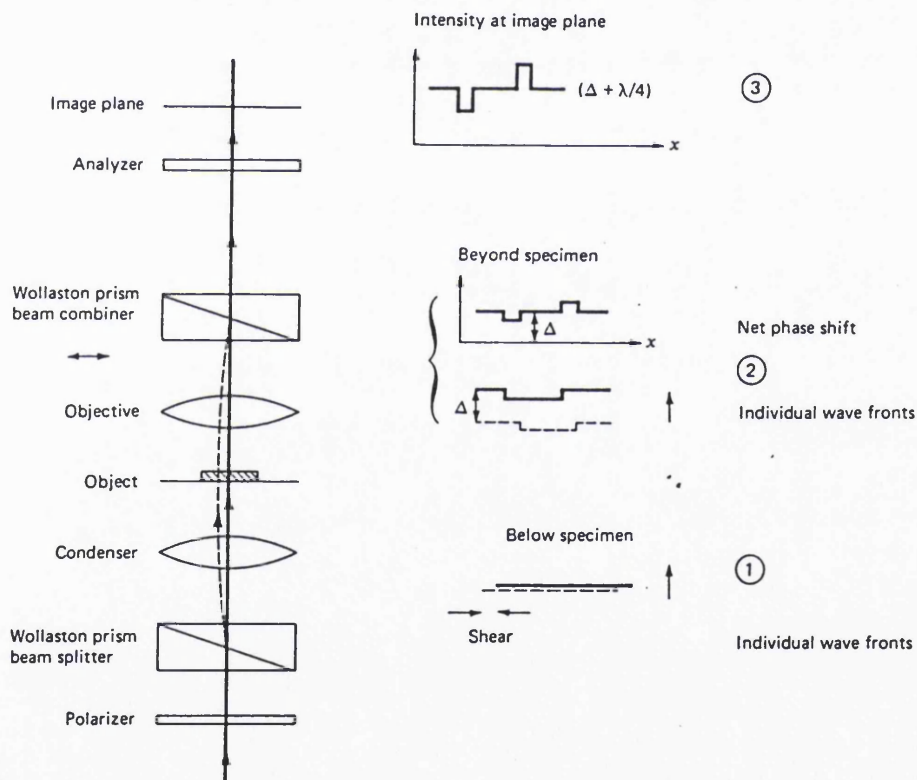 Intensity at image plane
(Δ + λ/4)
③
x
Image plane
Analyzer
Beyond specimen
Wollaston prism
beam combiner
Δ
x
Net phase shift
②
Objective
Δ
Individual wave fronts
Object
Below specimen
Condenser
①
Shear
Wollaston prism
beam splitter
Individual wave fronts
Polarizer